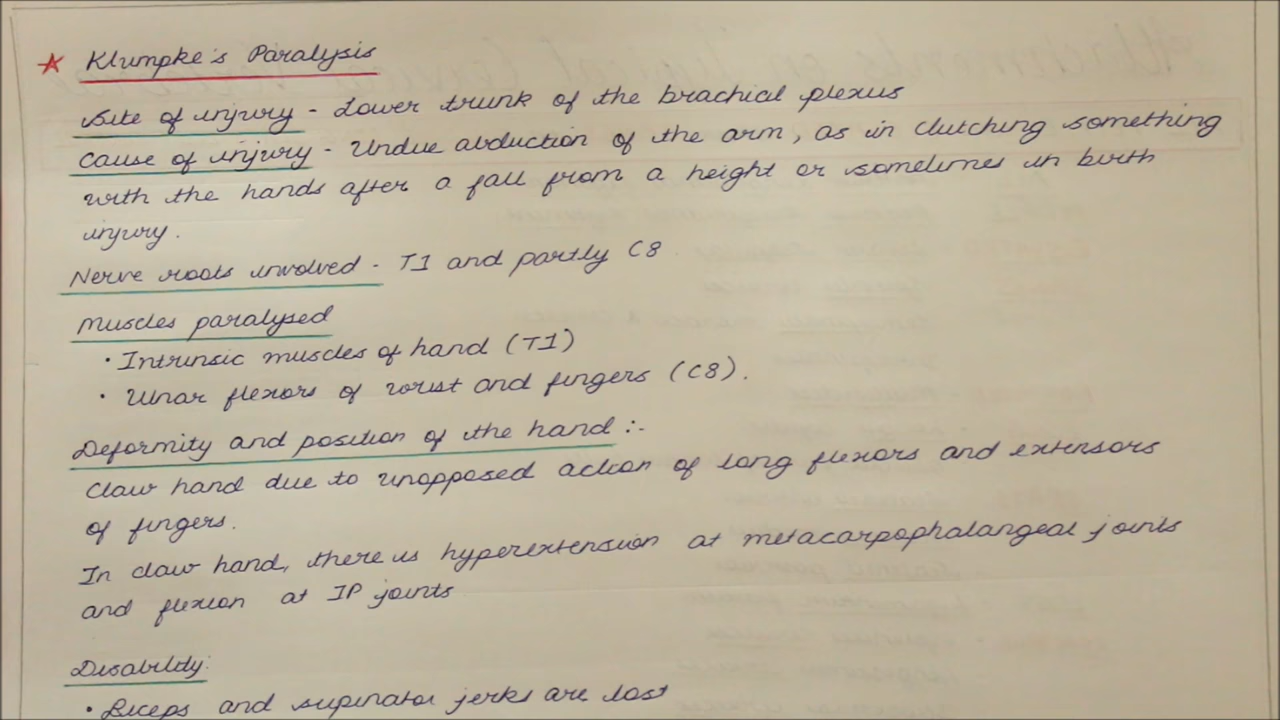 ★ Klumpke's Paralysis
Site of injury - Lower trunk of the brachial plexus
Cause of injury - Undue abduction of the arm, as in clutching something
with the hands after a fall from a height or sometimes in birth
injury.
Nerve roots involved - T1 and partly C8.
Muscles paralysed
• Intrinsic muscles of hand (T1)
• Ulnar flexors of wrist and fingers (C8).
Deformity and position of the hand :-
Claw hand due to unopposed action of long flexors and extensors
of fingers.
In claw hand, there is hyperextension at metacarpophalangeal joints
and flexion at IP joints
Disability:
• Biceps and supinator jerks are lost